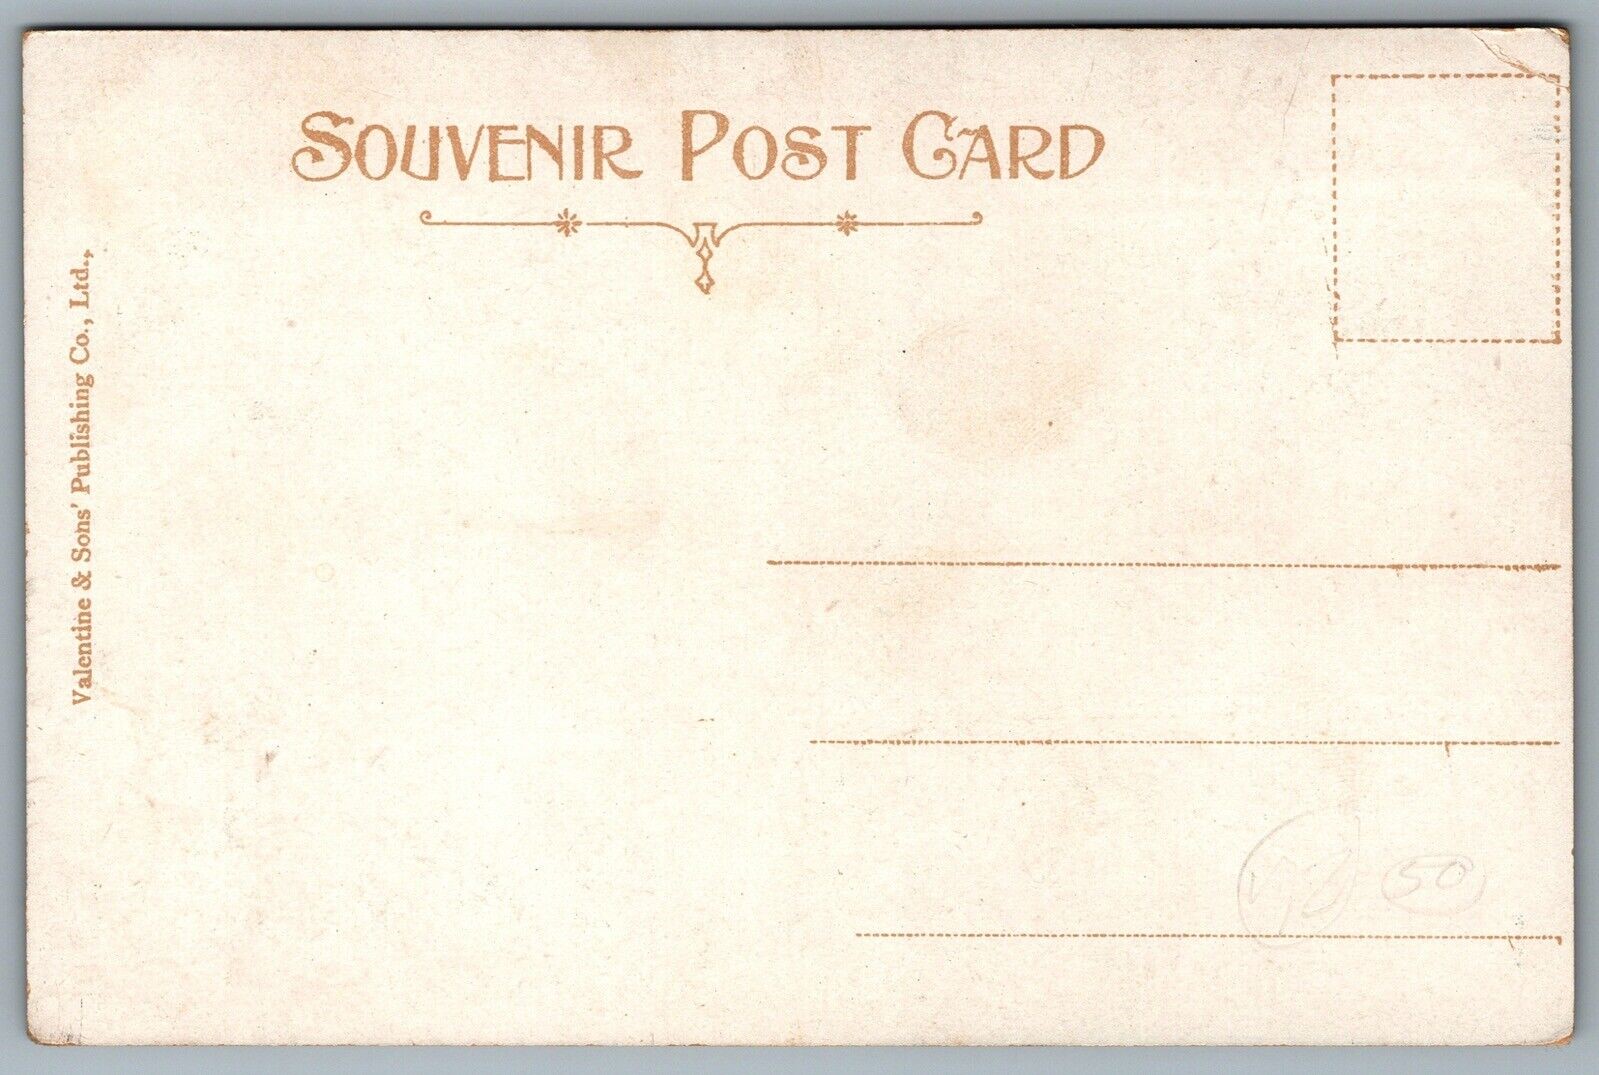 SOUVENIR POST CARD
Valentine & Sons' Publishing Co., Ltd.,
50